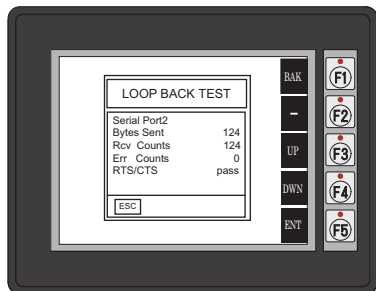 LOOP BACK TEST
Serial Port2
Bytes Sent 124
Rcv Counts 124
Err Counts 0
RTS/CTS pass
ESC
BAK
–
UP
DWN
ENT
F1
F2
F3
F4
F5